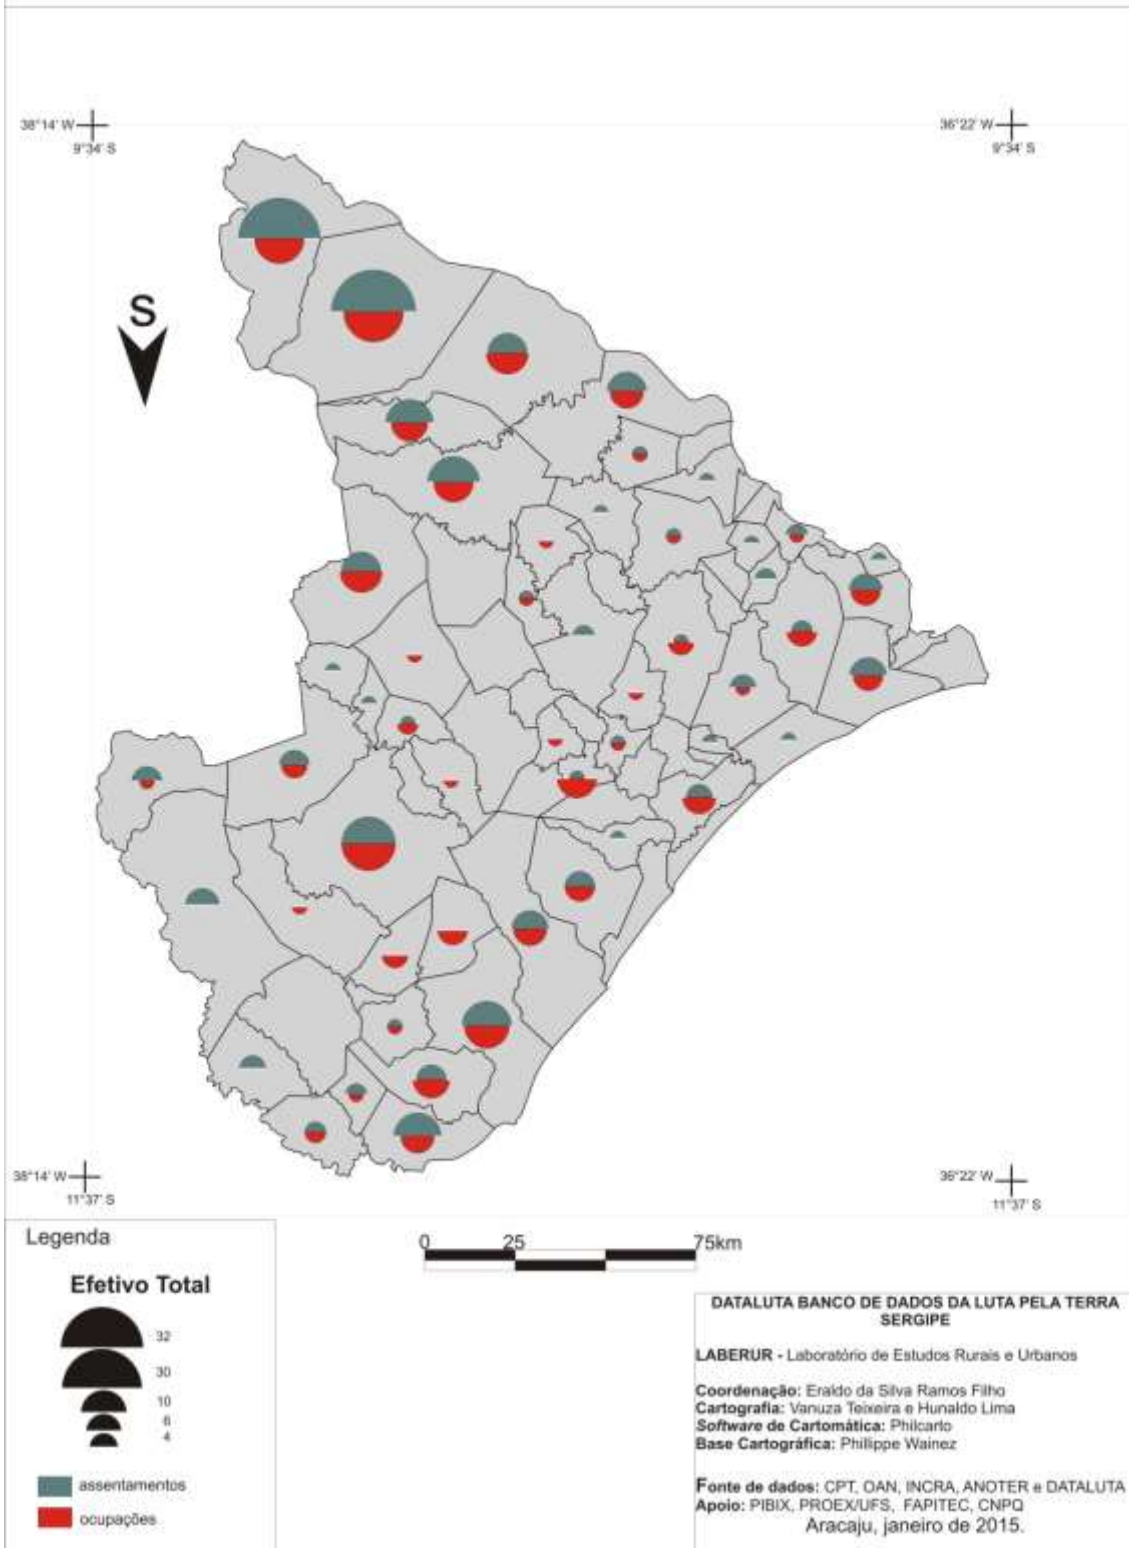 38°14' W
9°34' S
36°22' W
9°34' S
S
38°14' W
11°37' S
36°22' W
11°37' S
Legenda
Efetivo Total
32
30
10
6
4
assentamentos
ocupações
0 25 75km
DATALUTA BANCO DE DADOS DA LUTA PELA TERRA
SERGIPE
LABERUR - Laboratório de Estudos Rurais e Urbanos
Coordenação: Eraldo da Silva Ramos Filho
Cartografia: Vanuza Teixeira e Hunaldo Lima
Software de Cartomática: Philcarto
Base Cartográfica: Phillippe Wainez
Fonte de dados: CPT, OAN, INCRA, ANOTER e DATALUTA
Apoio: PIBIX, PROEX/UFS, FAPITEC, CNPQ
Aracaju, janeiro de 2015.